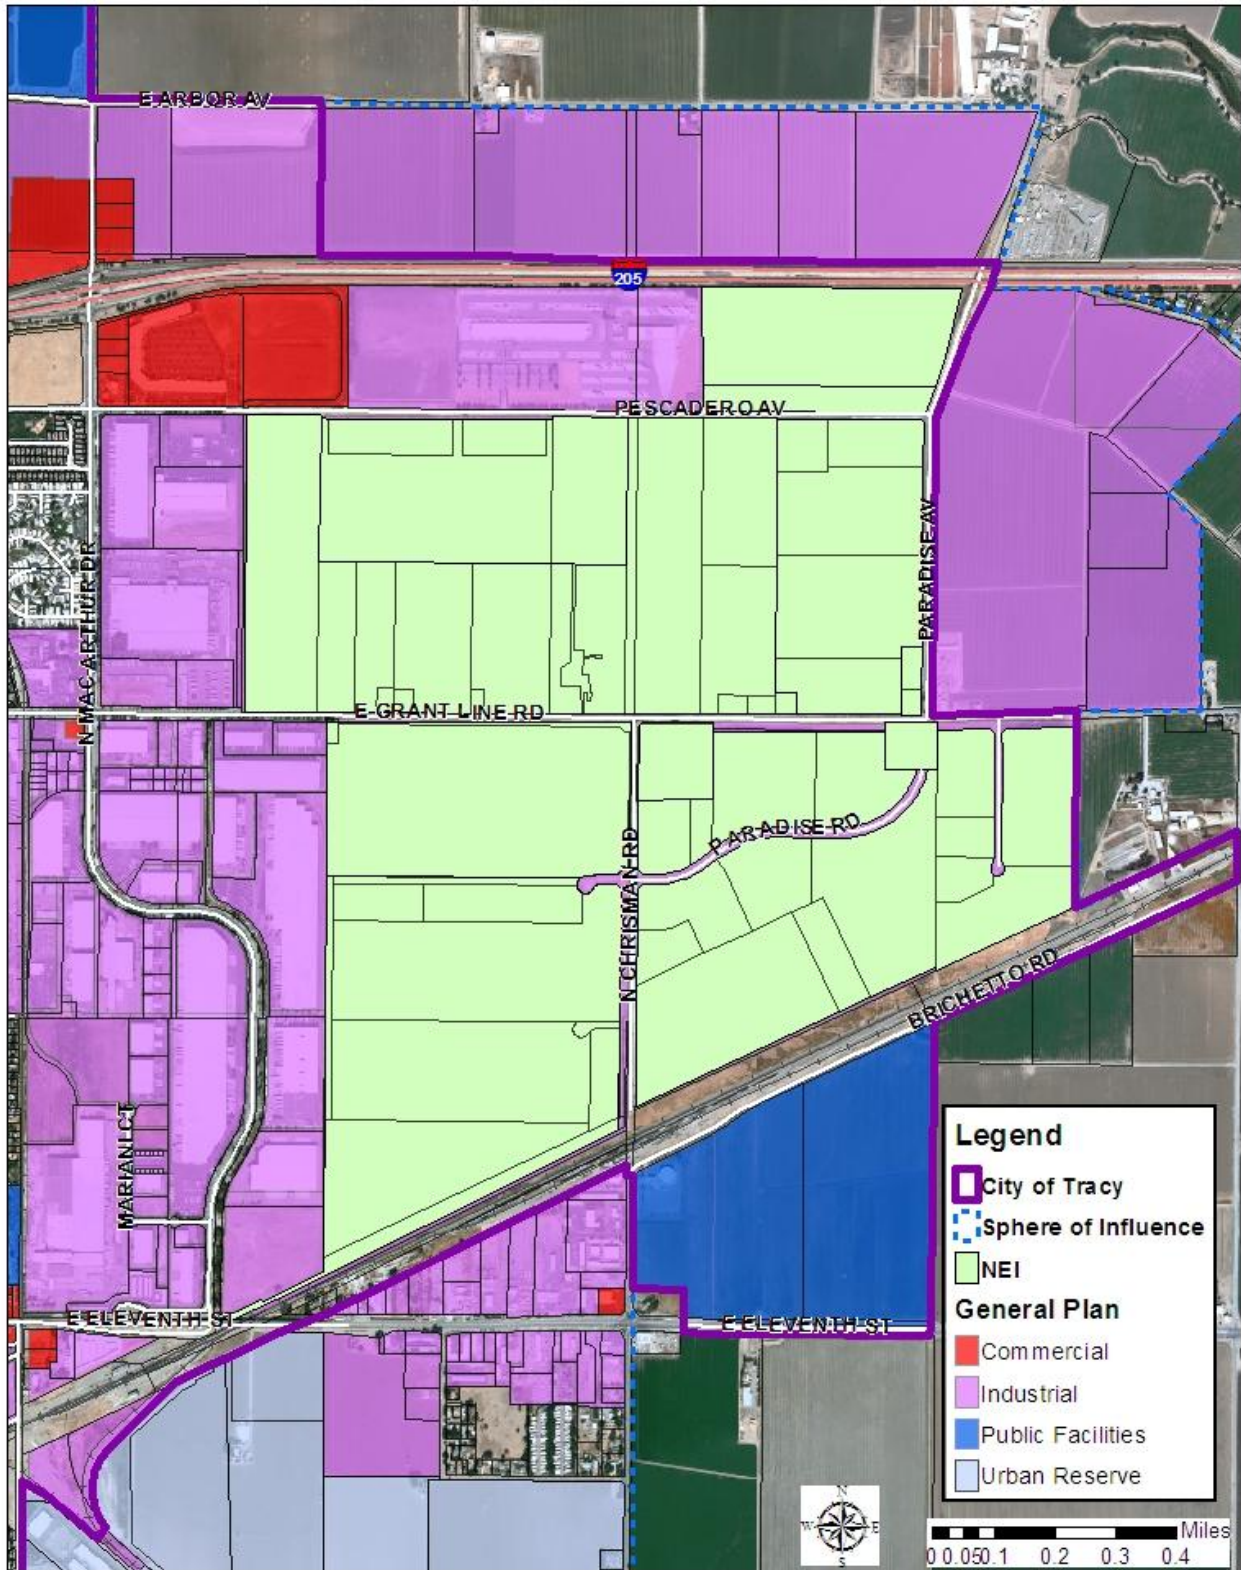 E ARBOR AV
205
PESCADERO AV
N MAC ARTHUR DR
PARADISE AV
E GRANT LINE RD
PARADISE RD
N CHRISMAN RD
BRICHETTO RD
MARIANI CT
E ELEVENTH ST
E ELEVENTH ST
Legend
City of Tracy
Sphere of Influence
NEI
General Plan
Commercial
Industrial
Public Facilities
Urban Reserve
N
W E
S
Miles
0 0.05 0.1 0.2 0.3 0.4